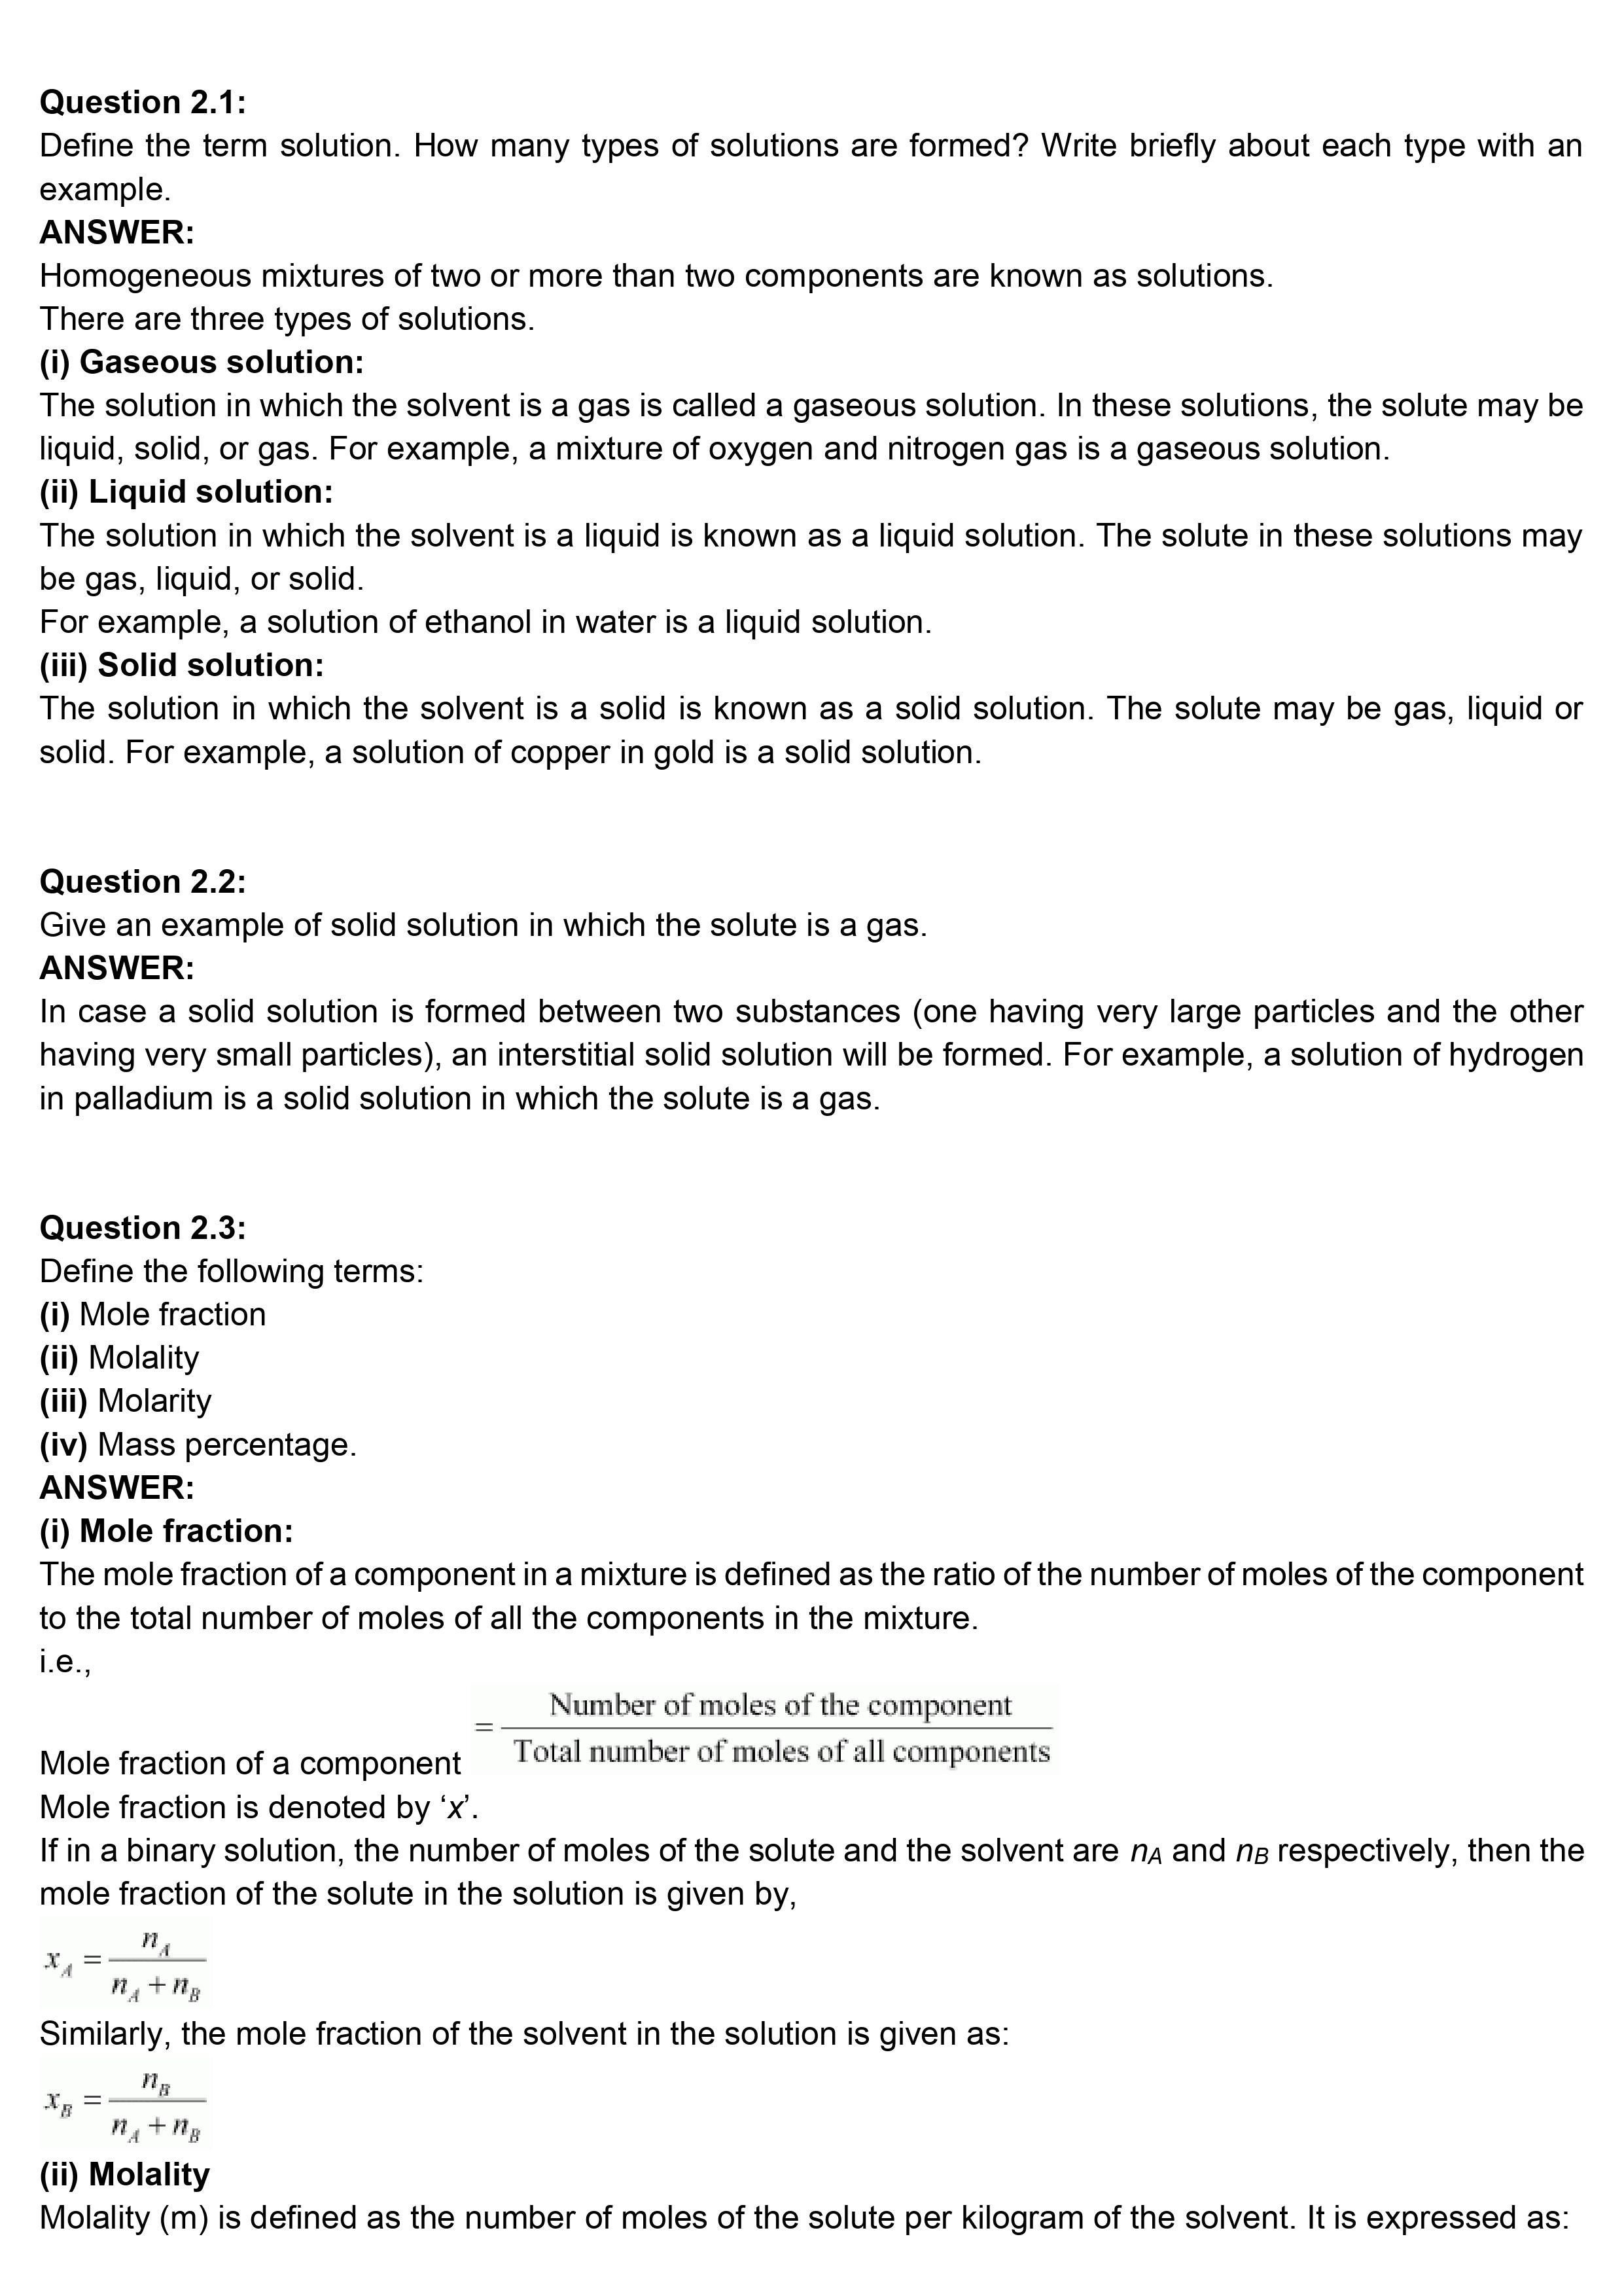 Question 2.1:
Define the term solution. How many types of solutions are formed? Write briefly about each type with an
example.
ANSWER:
Homogeneous mixtures of two or more than two components are known as solutions.
There are three types of solutions.
(i) Gaseous solution:
The solution in which the solvent is a gas is called a gaseous solution. In these solutions, the solute may be
liquid, solid, or gas. For example, a mixture of oxygen and nitrogen gas is a gaseous solution.
(ii) Liquid solution:
The solution in which the solvent is a liquid is known as a liquid solution. The solute in these solutions may
be gas, liquid, or solid.
For example, a solution of ethanol in water is a liquid solution.
(iii) Solid solution:
The solution in which the solvent is a solid is known as a solid solution. The solute may be gas, liquid or
solid. For example, a solution of copper in gold is a solid solution.
Question 2.2:
Give an example of solid solution in which the solute is a gas.
ANSWER:
In case a solid solution is formed between two substances (one having very large particles and the other
having very small particles), an interstitial solid solution will be formed. For example, a solution of hydrogen
in palladium is a solid solution in which the solute is a gas.
Question 2.3:
Define the following terms:
(i) Mole fraction
(ii) Molality
(iii) Molarity
(iv) Mass percentage.
ANSWER:
(i) Mole fraction:
The mole fraction of a component in a mixture is defined as the ratio of the number of moles of the component
to the total number of moles of all the components in the mixture.
i.e.,
Mole fraction of a component = Number of moles of the component / Total number of moles of all components
Mole fraction is denoted by ‘x’.
If in a binary solution, the number of moles of the solute and the solvent are nA and nB respectively, then the
mole fraction of the solute in the solution is given by,
xA = nA / nA + nB
Similarly, the mole fraction of the solvent in the solution is given as:
xB = nB / nA + nB
(ii) Molality
Molality (m) is defined as the number of moles of the solute per kilogram of the solvent. It is expressed as: